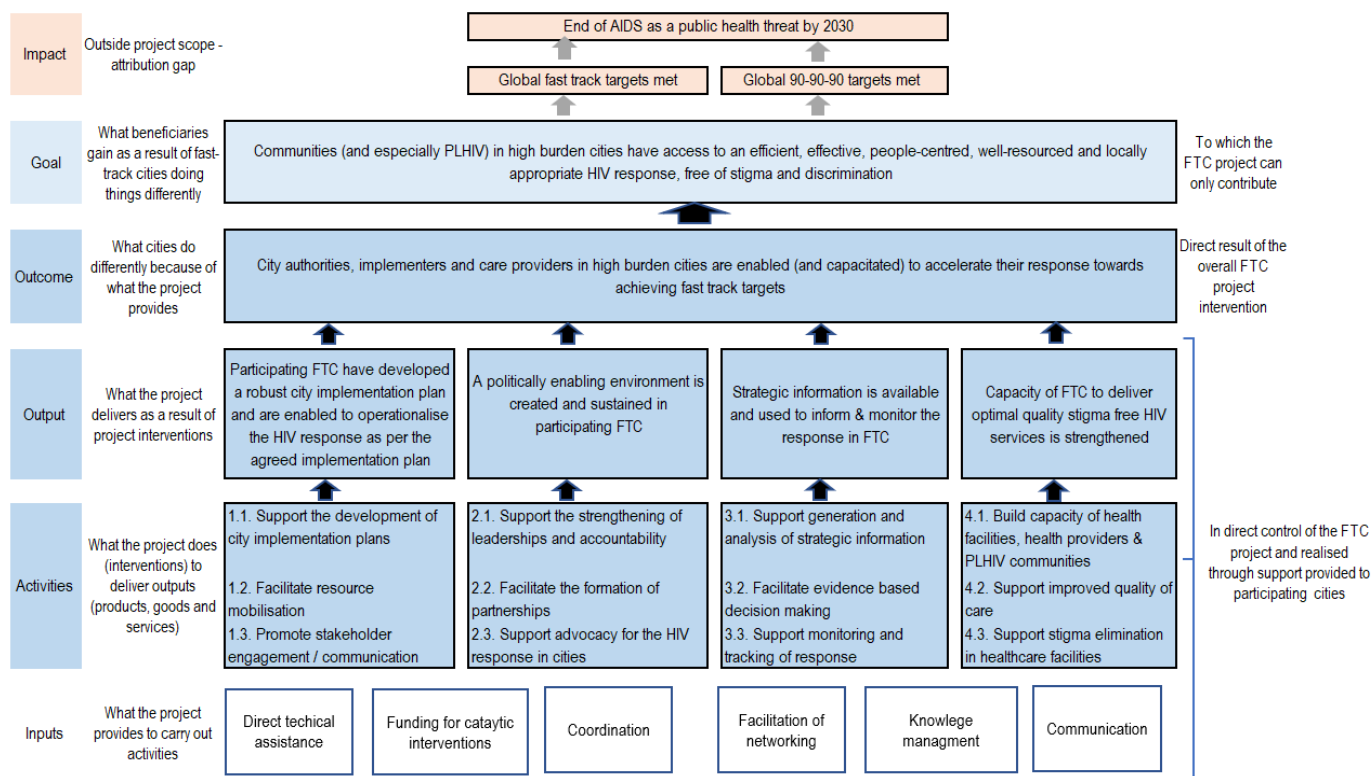 Impact
Outside project scope -
attribution gap
End of AIDS as a public health threat by 2030
Global fast track targets met
Global 90-90-90 targets met
Goal
What beneficiaries
gain as a result of fast-
track cities doing
things differently
Communities (and especially PLHIV) in high burden cities have access to an efficient, effective, people-centred, well-resourced and locally
appropriate HIV response, free of stigma and discrimination
To which the
FTC project can
only contribute
Outcome
What cities do
differently because of
what the project
provides
City authorities, implementers and care providers in high burden cities are enabled (and capacitated) to accelerate their response towards
achieving fast track targets
Direct result of the
overall FTC
project
intervention
Output
What the project
delivers as a result of
project interventions
Participating FTC have developed
a robust city implementation plan
and are enabled to operationalise
the HIV response as per the
agreed implementation plan
A politically enabling environment is
created and sustained in
participating FTC
Strategic information is available
and used to inform & monitor the
response in FTC
Capacity of FTC to deliver
optimal quality stigma free HIV
services is strengthened
Activities
What the project does
(interventions) to
deliver outputs
(products, goods and
services)
1.1. Support the development of
city implementation plans
1.2. Facilitate resource
mobilisation
1.3. Promote stakeholder
engagement / communication
2.1. Support the strengthening of
leaderships and accountability
2.2. Facilitate the formation of
partnerships
2.3. Support advocacy for the HIV
response in cities
3.1. Support generation and
analysis of strategic information
3.2. Facilitate evidence based
decision making
3.3. Support monitoring and
tracking of response
4.1. Build capacity of health
facilities, health providers &
PLHIV communities
4.2. Support improved quality of
care
4.3. Support stigma elimination
in healthcare facilities
In direct control of the FTC
project and realised
through support provided to
participating cities
Inputs
What the project
provides to carry out
activities
Direct techical
assistance
Funding for cataytic
interventions
Coordination
Facilitation of
networking
Knowlege
managment
Communication